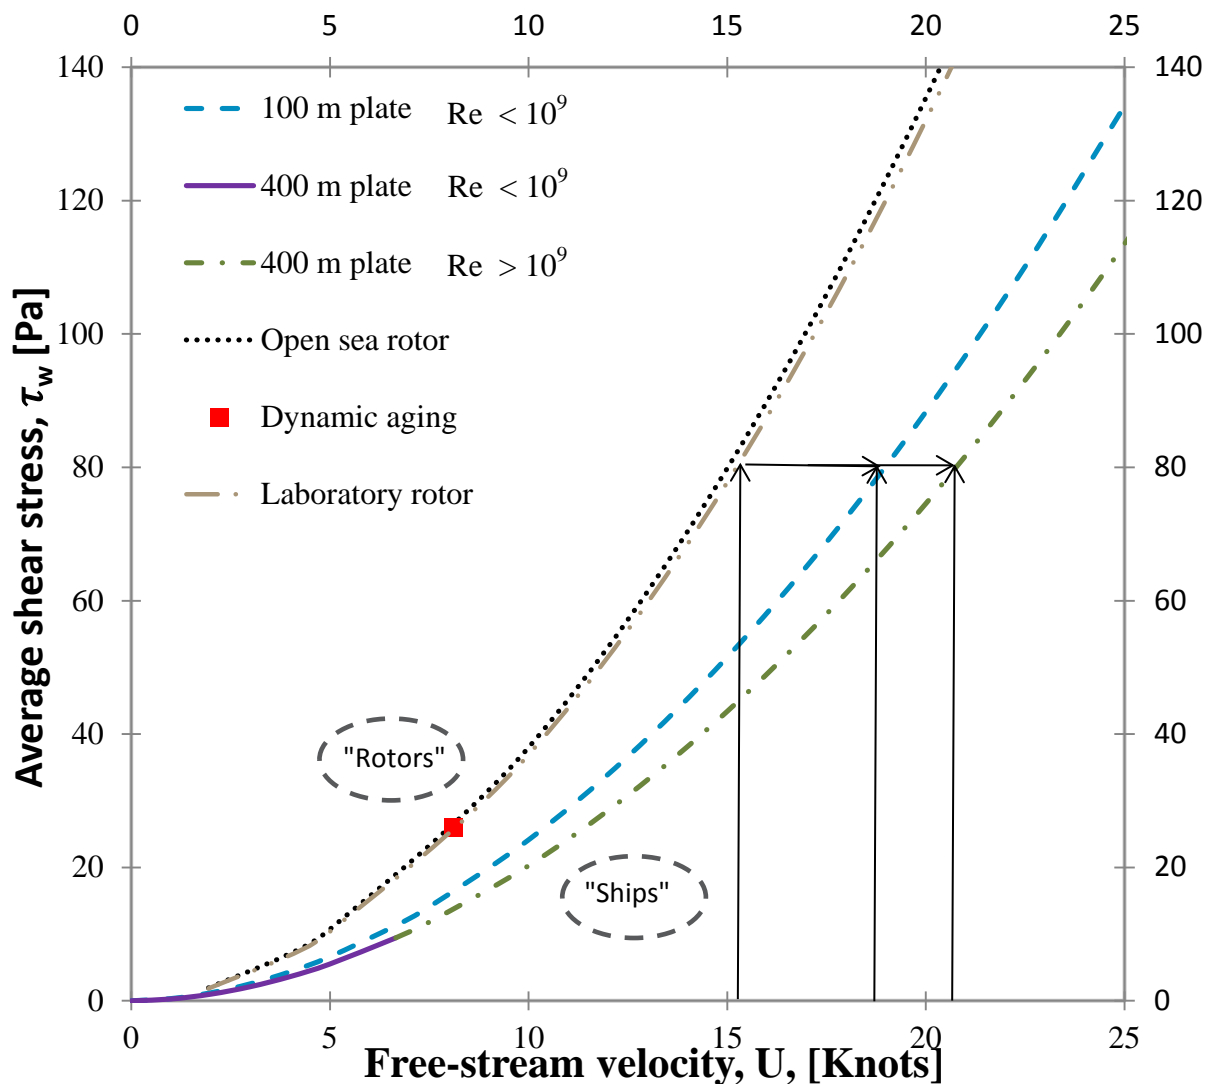 0 5 10 15 20 25
140 140
100 m plate Re < 10⁹
120 120
400 m plate Re < 10⁹
400 m plate Re > 10⁹
100 100
Open sea rotor
Dynamic aging
80 80
Laboratory rotor
60 60
40 40
"Rotors"
20 20
"Ships"
0 0
0 5 10 15 20 25
Average shear stress, τw [Pa]
Free-stream velocity, U, [Knots]